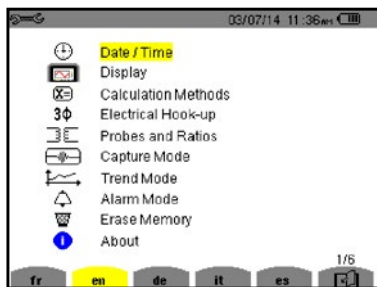 03/07/14 11:36AM
Date / Time
Display
Calculation Methods
3Φ Electrical Hook-up
Probes and Ratios
Capture Mode
Trend Mode
Alarm Mode
Erase Memory
i About
1/6
fr en de it es